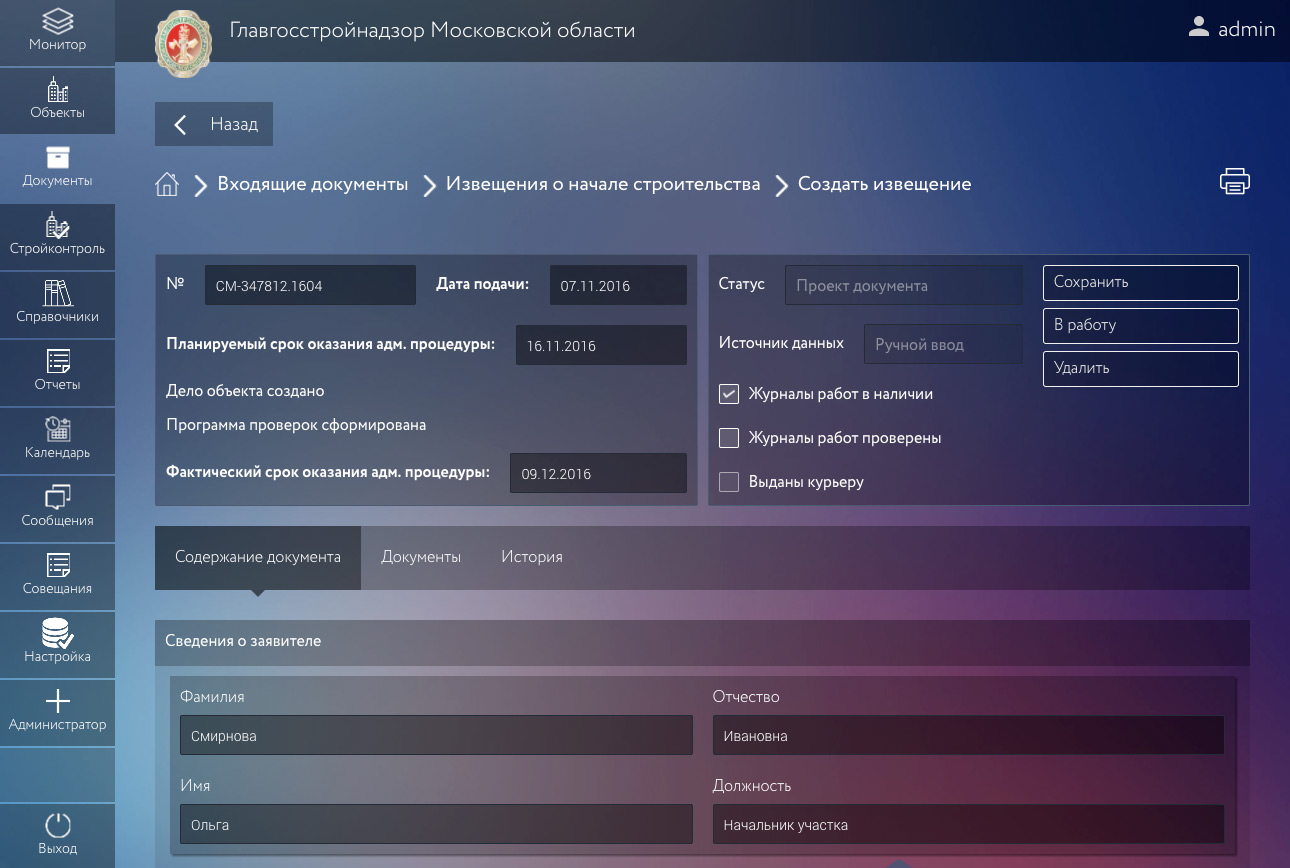 Главгосстройнадзор Московской области
admin
Монитор
Объекты
Документы
Стройконтроль
Справочники
Отчеты
Календарь
Сообщения
Совещания
Настройка
Администратор
Выход
Назад
Входящие документы
Извещения о начале строительства
Создать извещение
№
СМ-347812.1604
Дата подачи:
07.11.2016
Планируемый срок оказания адм. процедуры:
16.11.2016
Дело объекта создано
Программа проверок сформирована
Фактический срок оказания адм. процедуры:
09.12.2016
Статус
Проект документа
Источник данных
Ручной ввод
Журналы работ в наличии
Журналы работ проверены
Выданы курьеру
Сохранить
В работу
Удалить
Содержание документа
Документы
История
Сведения о заявителе
Фамилия
Смирнова
Отчество
Ивановна
Имя
Ольга
Должность
Начальник участка